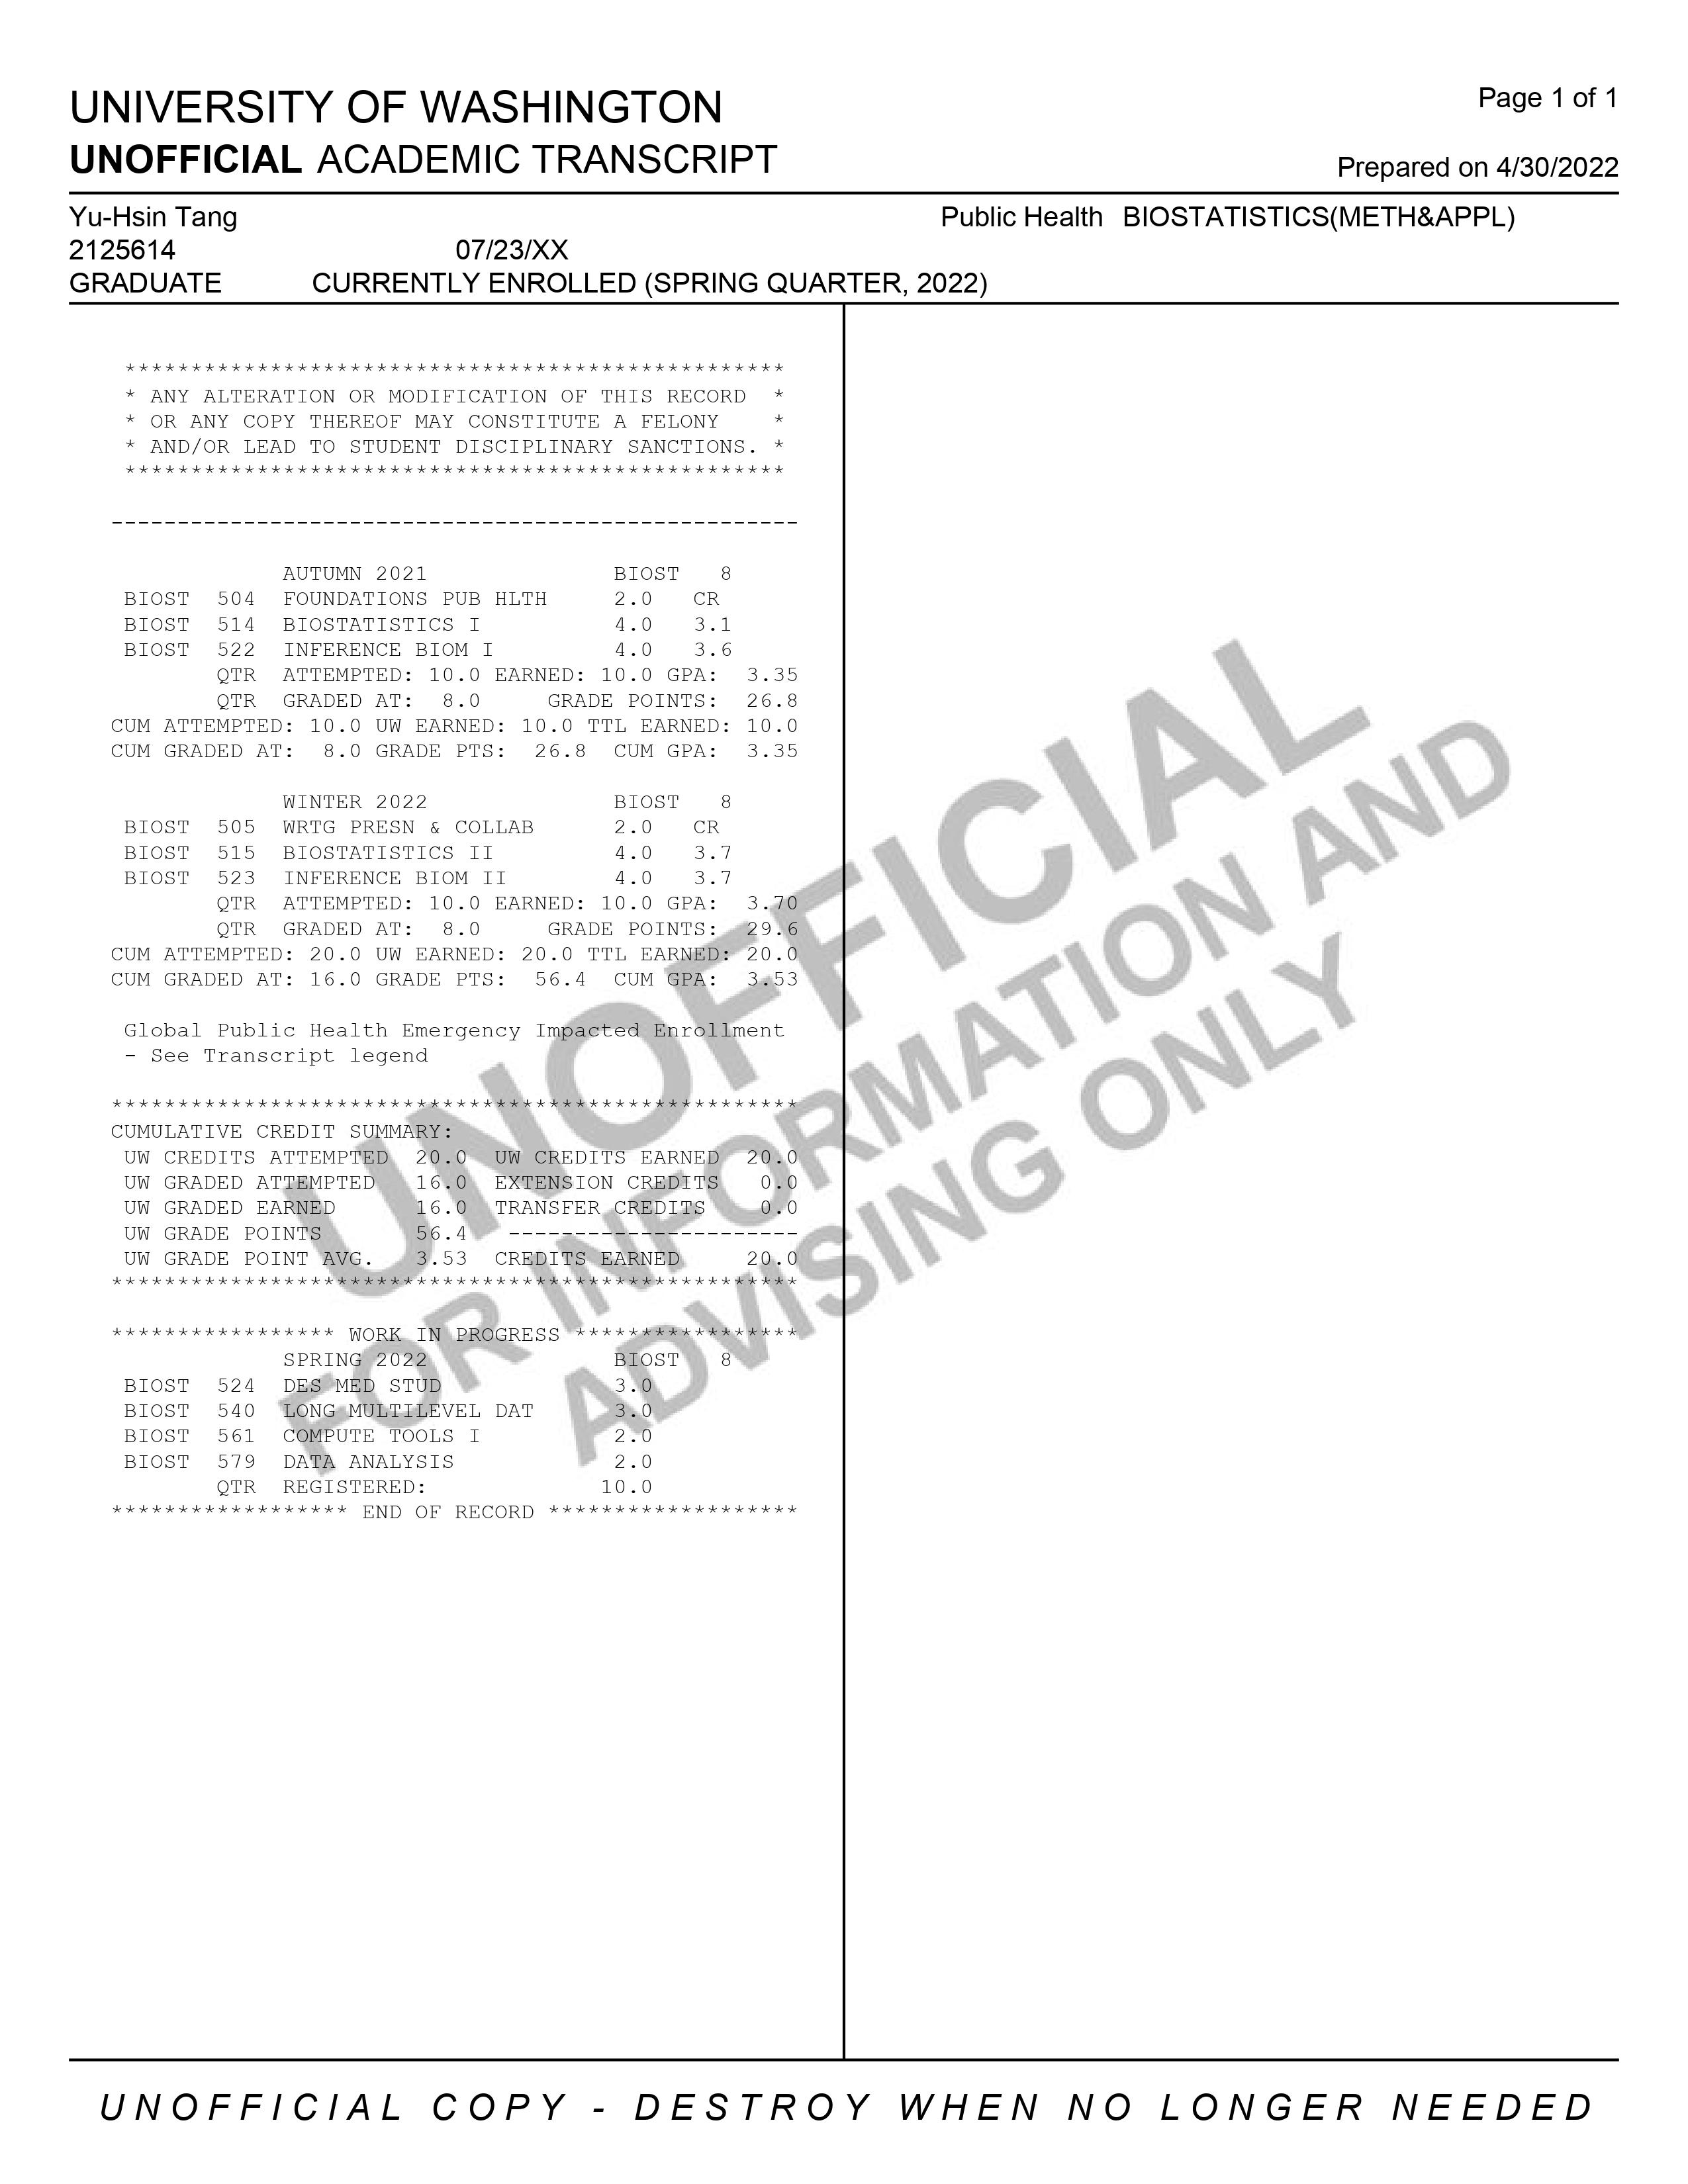 UNIVERSITY OF WASHINGTON
Page 1 of 1
UNOFFICIAL ACADEMIC TRANSCRIPT
Prepared on 4/30/2022
Yu-Hsin Tang Public Health BIOSTATISTICS(METH&APPL)
2125614 07/23/XX
GRADUATE CURRENTLY ENROLLED (SPRING QUARTER, 2022)
**************************************************
* ANY ALTERATION OR MODIFICATION OF THIS RECORD *
* OR ANY COPY THEREOF MAY CONSTITUTE A FELONY *
* AND/OR LEAD TO STUDENT DISCIPLINARY SANCTIONS. *
**************************************************
----------------------------------------------------
AUTUMN 2021 BIOST 8
BIOST 504 FOUNDATIONS PUB HLTH 2.0 CR
BIOST 514 BIOSTATISTICS I 4.0 3.1
BIOST 522 INFERENCE BIOM I 4.0 3.6
QTR ATTEMPTED: 10.0 EARNED: 10.0 GPA: 3.35
QTR GRADED AT: 8.0 GRADE POINTS: 26.8
CUM ATTEMPTED: 10.0 UW EARNED: 10.0 TTL EARNED: 10.0
CUM GRADED AT: 8.0 GRADE PTS: 26.8 CUM GPA: 3.35
WINTER 2022 BIOST 8
BIOST 505 WRTG PRESN & COLLAB 2.0 CR
BIOST 515 BIOSTATISTICS II 4.0 3.7
BIOST 523 INFERENCE BIOM II 4.0 3.7
QTR ATTEMPTED: 10.0 EARNED: 10.0 GPA: 3.70
QTR GRADED AT: 8.0 GRADE POINTS: 29.6
CUM ATTEMPTED: 20.0 UW EARNED: 20.0 TTL EARNED: 20.0
CUM GRADED AT: 16.0 GRADE PTS: 56.4 CUM GPA: 3.53
Global Public Health Emergency Impacted Enrollment
- See Transcript legend
****************************************************
CUMULATIVE CREDIT SUMMARY:
UW CREDITS ATTEMPTED 20.0 UW CREDITS EARNED 20.0
UW GRADED ATTEMPTED 16.0 EXTENSION CREDITS 0.0
UW GRADED EARNED 16.0 TRANSFER CREDITS 0.0
UW GRADE POINTS 56.4 ----------------------
UW GRADE POINT AVG. 3.53 CREDITS EARNED 20.0
****************************************************
***************** WORK IN PROGRESS *****************
SPRING 2022 BIOST 8
BIOST 524 DES MED STUD 3.0
BIOST 540 LONG MULTILEVEL DAT 3.0
BIOST 561 COMPUTE TOOLS I 2.0
BIOST 579 DATA ANALYSIS 2.0
QTR REGISTERED: 10.0
****************** END OF RECORD *******************
UNOFFICIAL
FOR INFORMATION AND
ADVISING ONLY
UNOFFICIAL COPY - DESTROY WHEN NO LONGER NEEDED